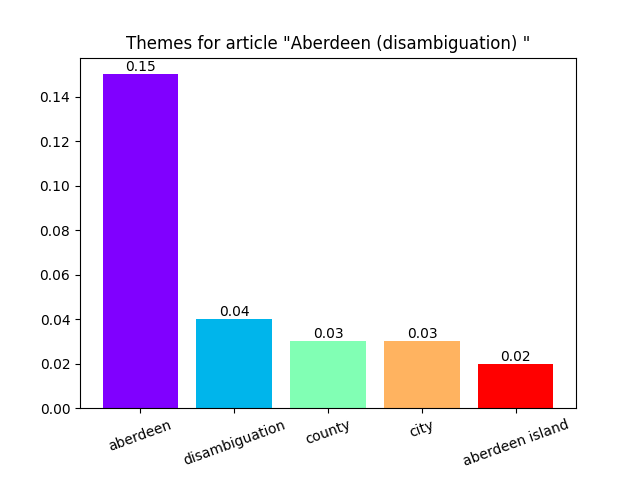 Themes for article "Aberdeen (disambiguation) "
0.15
0.14
0.12
0.10
0.08
0.06
0.04
0.04
0.03
0.03
0.02
0.02
0.00
aberdeen
disambiguation
county
city
aberdeen island